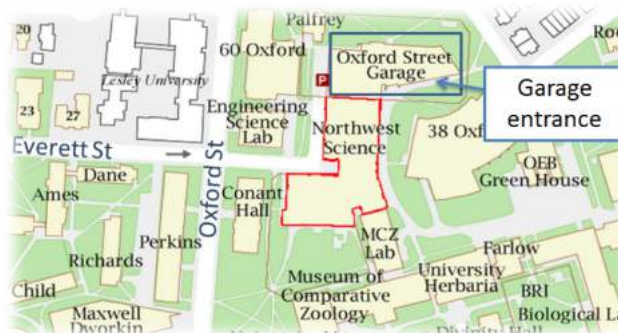 Palfrey
20
60 Oxford
Oxford Street
Garage
P
Lesley University
Garage
entrance
Engineering
Science
Lab
23
27
Northwest
Science
38
Everett St
Oxford St
OEB
Green House
Dane
Ames
Conant
Hall
Perkins
MCZ
Lab
Farlow
Richards
University
Herbaria
Museum of
Comparative
Zoology
Child
BRI
Biological
Maxwell
Dworkin
Divinity Hall